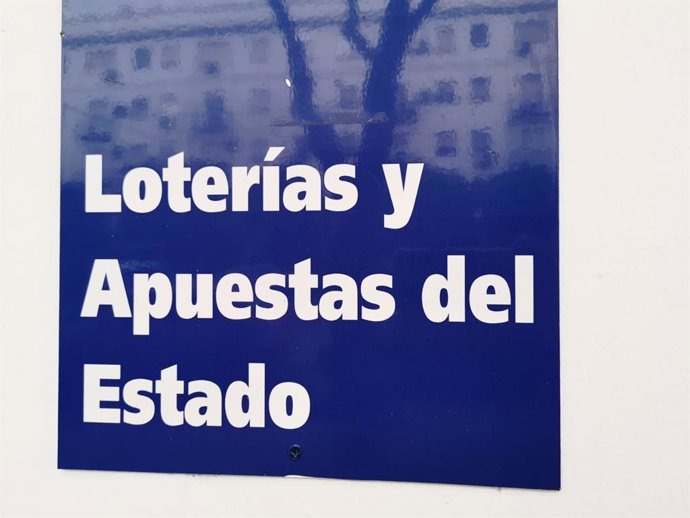 Loterías y
Apuestas del
Estado